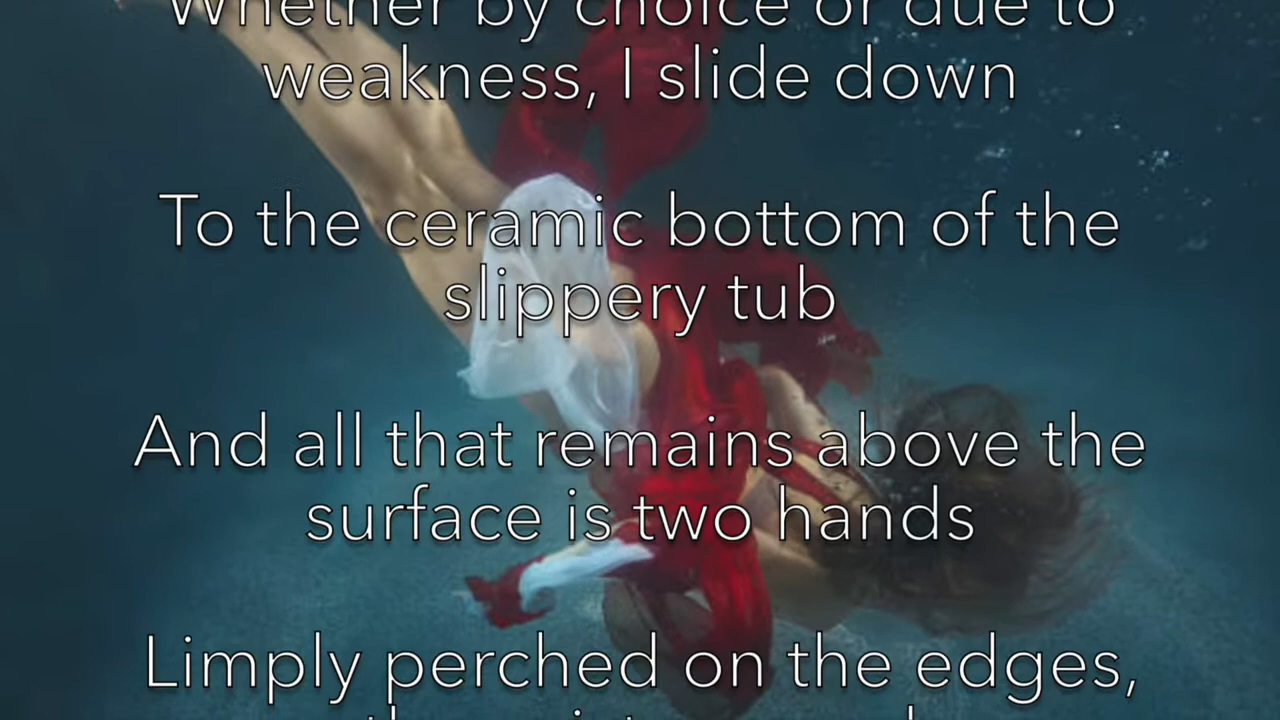 Whether by choice or due to
weakness, I slide down
To the ceramic bottom of the
slippery tub
And all that remains above the
surface is two hands
Limply perched on the edges,